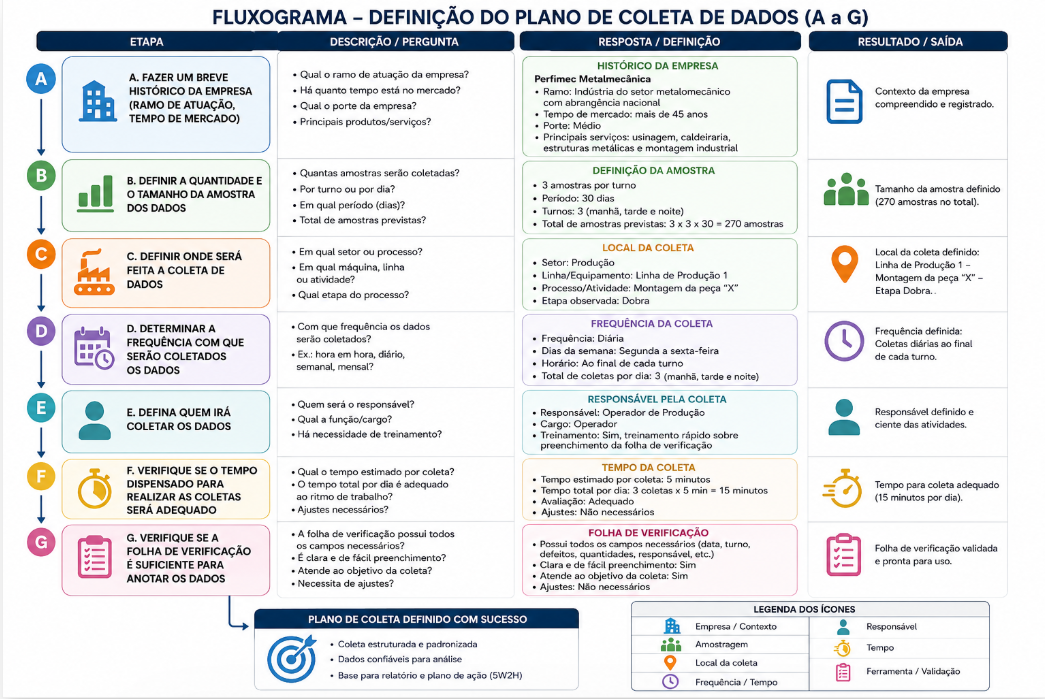 FLUXOGRAMA – DEFINIÇÃO DO PLANO DE COLETA DE DADOS (A a G)
ETAPA
DESCRIÇÃO / PERGUNTA
RESPOSTA / DEFINIÇÃO
RESULTADO / SAÍDA
A
A. FAZER UM BREVE
HISTÓRICO DA EMPRESA
(RAMO DE ATUAÇÃO,
TEMPO DE MERCADO)
• Qual o ramo de atuação da empresa?
• Há quanto tempo está no mercado?
• Qual o porte da empresa?
• Principais produtos/serviços?
HISTÓRICO DA EMPRESA
Perfimec Metalmecânica
• Ramo: Indústria do setor metalomecânico
com abrangência nacional
• Tempo de mercado: mais de 45 anos
• Porte: Médio
• Principais serviços: usinagem, caldeiraria,
estruturas metálicas e montagem industrial
Contexto da empresa
compreendido e registrado.
B
B. DEFINIR A QUANTIDADE E
O TAMANHO DA AMOSTRA
DOS DADOS
• Quantas amostras serão coletadas?
• Por turno ou por dia?
• Em qual período (dias)?
• Total de amostras previstas?
DEFINIÇÃO DA AMOSTRA
• 3 amostras por turno
• Período: 30 dias
• Turnos: 3 (manhã, tarde e noite)
• Total de amostras previstas: 3 x 3 x 30 = 270 amostras
Tamanho da amostra definido
(270 amostras no total).
C
C. DEFINIR ONDE SERÁ
FEITA A COLETA DE
DADOS
• Em qual setor ou processo?
• Em qual máquina, linha
ou atividade?
• Qual etapa do processo?
LOCAL DA COLETA
• Setor: Produção
• Linha/Equipamento: Linha de Produção 1
• Processo/Atividade: Montagem da peça “X”
• Etapa observada: Dobra
Local da coleta definido:
Linha de Produção 1 –
Montagem da peça “X” –
Etapa Dobra..
D
D. DETERMINAR A
FREQUÊNCIA COM QUE
SERÃO COLETADOS
OS DADOS
• Com que frequência os dados
serão coletados?
• Ex.: hora em hora, diário,
semanal, mensal?
FREQUÊNCIA DA COLETA
• Frequência: Diária
• Dias da semana: Segunda a sexta-feira
• Horário: Ao final de cada turno
• Total de coletas por dia: 3 (manhã, tarde e noite)
Frequência definida:
Coletas diárias ao final
de cada turno.
E
E. DEFINA QUEM IRÁ
COLETAR OS DADOS
• Quem será o responsável?
• Qual a função/cargo?
• Há necessidade de treinamento?
RESPONSÁVEL PELA COLETA
• Responsável: Operador de Produção
• Cargo: Operador
• Treinamento: Sim, treinamento rápido sobre
preenchimento da folha de verificação
Responsável definido e
ciente das atividades.
F
F. VERIFIQUE SE O TEMPO
DISPENSADO PARA
REALIZAR AS COLETAS
SERÁ ADEQUADO
• Qual o tempo estimado por coleta?
• O tempo total por dia é adequado
ao ritmo de trabalho?
• Ajustes necessários?
TEMPO DA COLETA
• Tempo estimado por coleta: 5 minutos
• Tempo total por dia: 3 coletas x 5 min = 15 minutos
• Avaliação: Adequado
• Ajustes: Não necessários
Tempo para coleta adequado
(15 minutos por dia).
G
G. VERIFIQUE SE A
FOLHA DE VERIFICAÇÃO
É SUFICIENTE PARA
ANOTAR OS DADOS
• A folha de verificação possui todos
os campos necessários?
• É clara e de fácil preenchimento?
• Atende ao objetivo da coleta?
• Necessita de ajustes?
FOLHA DE VERIFICAÇÃO
• Possui todos os campos necessários (data, turno,
defeitos, quantidades, responsável, etc.)
• Clara e de fácil preenchimento: Sim
• Atende ao objetivo da coleta: Sim
• Ajustes: Não necessários
Folha de verificação validada
e pronta para uso.
PLANO DE COLETA DEFINIDO COM SUCESSO
• Coleta estruturada e padronizada
• Dados confiáveis para análise
• Base para relatório e plano de ação (5W2H)
LEGENDA DOS ÍCONES
Empresa / Contexto
Amostragem
Local da coleta
Frequência / Tempo
Responsável
Tempo
Ferramenta / Validação